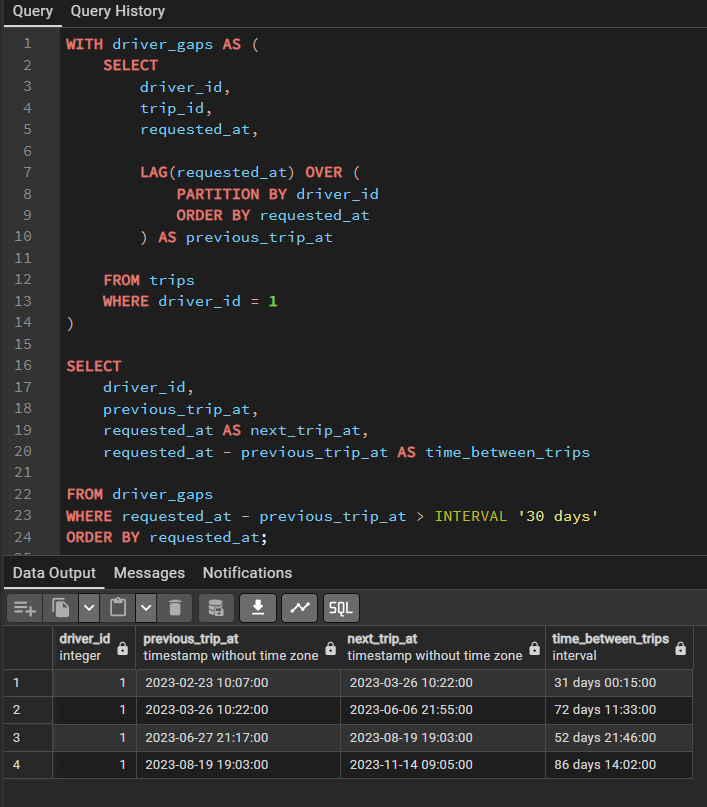 Query Query History
1 WITH driver_gaps AS (
2 SELECT
3 driver_id,
4 trip_id,
5 requested_at,
6
7 LAG(requested_at) OVER (
8 PARTITION BY driver_id
9 ORDER BY requested_at
10 ) AS previous_trip_at
11
12 FROM trips
13 WHERE driver_id = 1
14 )
15
16 SELECT
17 driver_id,
18 previous_trip_at,
19 requested_at AS next_trip_at,
20 requested_at - previous_trip_at AS time_between_trips
21
22 FROM driver_gaps
23 WHERE requested_at - previous_trip_at > INTERVAL '30 days'
24 ORDER BY requested_at;
Data Output Messages Notifications
SQL
driver_id previous_trip_at next_trip_at time_between_trips
integer timestamp without time zone timestamp without time zone interval
1 1 2023-02-23 10:07:00 2023-03-26 10:22:00 31 days 00:15:00
2 1 2023-03-26 10:22:00 2023-06-06 21:55:00 72 days 11:33:00
3 1 2023-06-27 21:17:00 2023-08-19 19:03:00 52 days 21:46:00
4 1 2023-08-19 19:03:00 2023-11-14 09:05:00 86 days 14:02:00